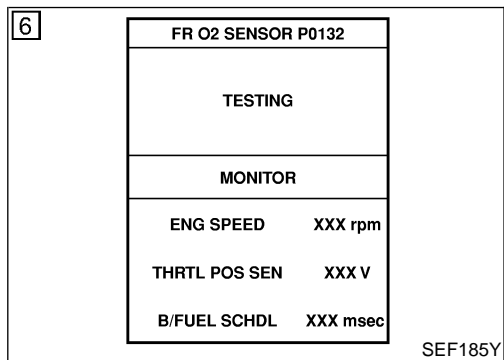 6
FR O2 SENSOR P0132
TESTING
MONITOR
ENG SPEED XXX rpm
THRTL POS SEN XXX V
B/FUEL SCHDL XXX msec
SEF185Y